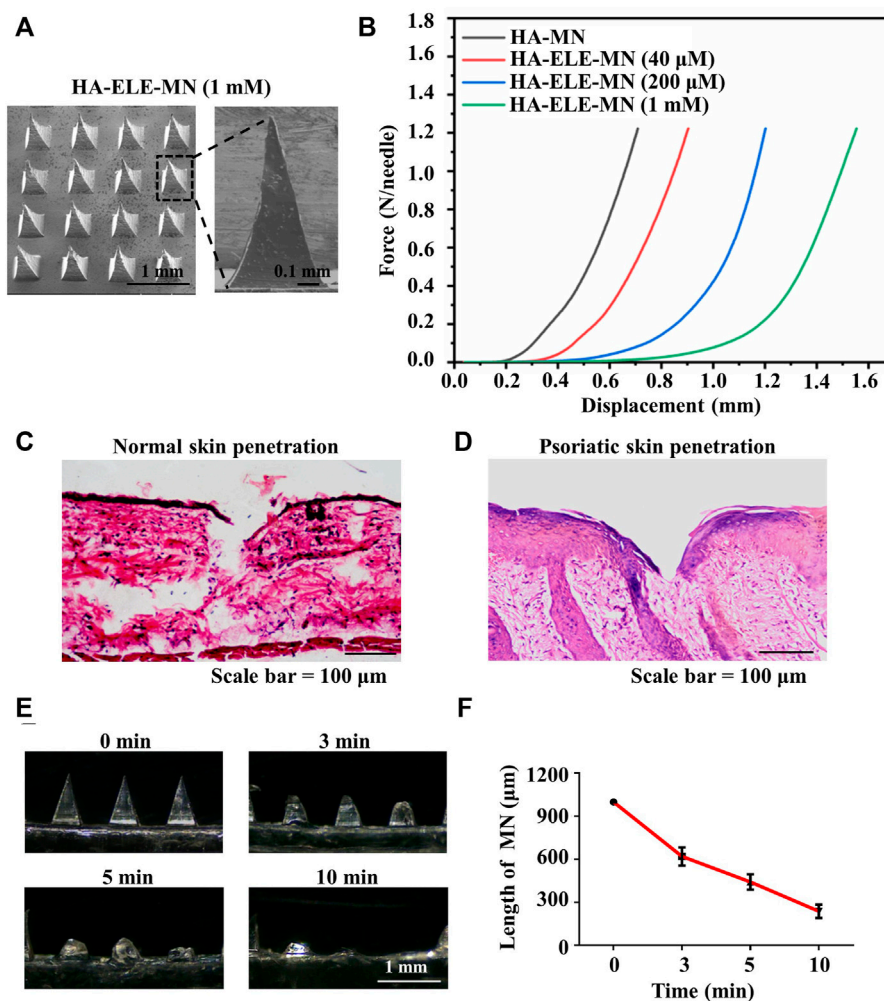 A
HA-ELE-MN (1 mM)
1 mm
0.1 mm
B
1.8
1.6
1.4
1.2
1.0
0.8
0.6
0.4
0.2
0.0
Force (N/needle)
HA-MN
HA-ELE-MN (40 μM)
HA-ELE-MN (200 μM)
HA-ELE-MN (1 mM)
0.0 0.2 0.4 0.6 0.8 1.0 1.2 1.4 1.6
Displacement (mm)
C
Normal skin penetration
Scale bar = 100 μm
D
Psoriatic skin penetration
Scale bar = 100 μm
E
0 min
3 min
5 min
10 min
1 mm
F
Length of MN (μm)
1200
900
600
300
0
0 3 5 10
Time (min)